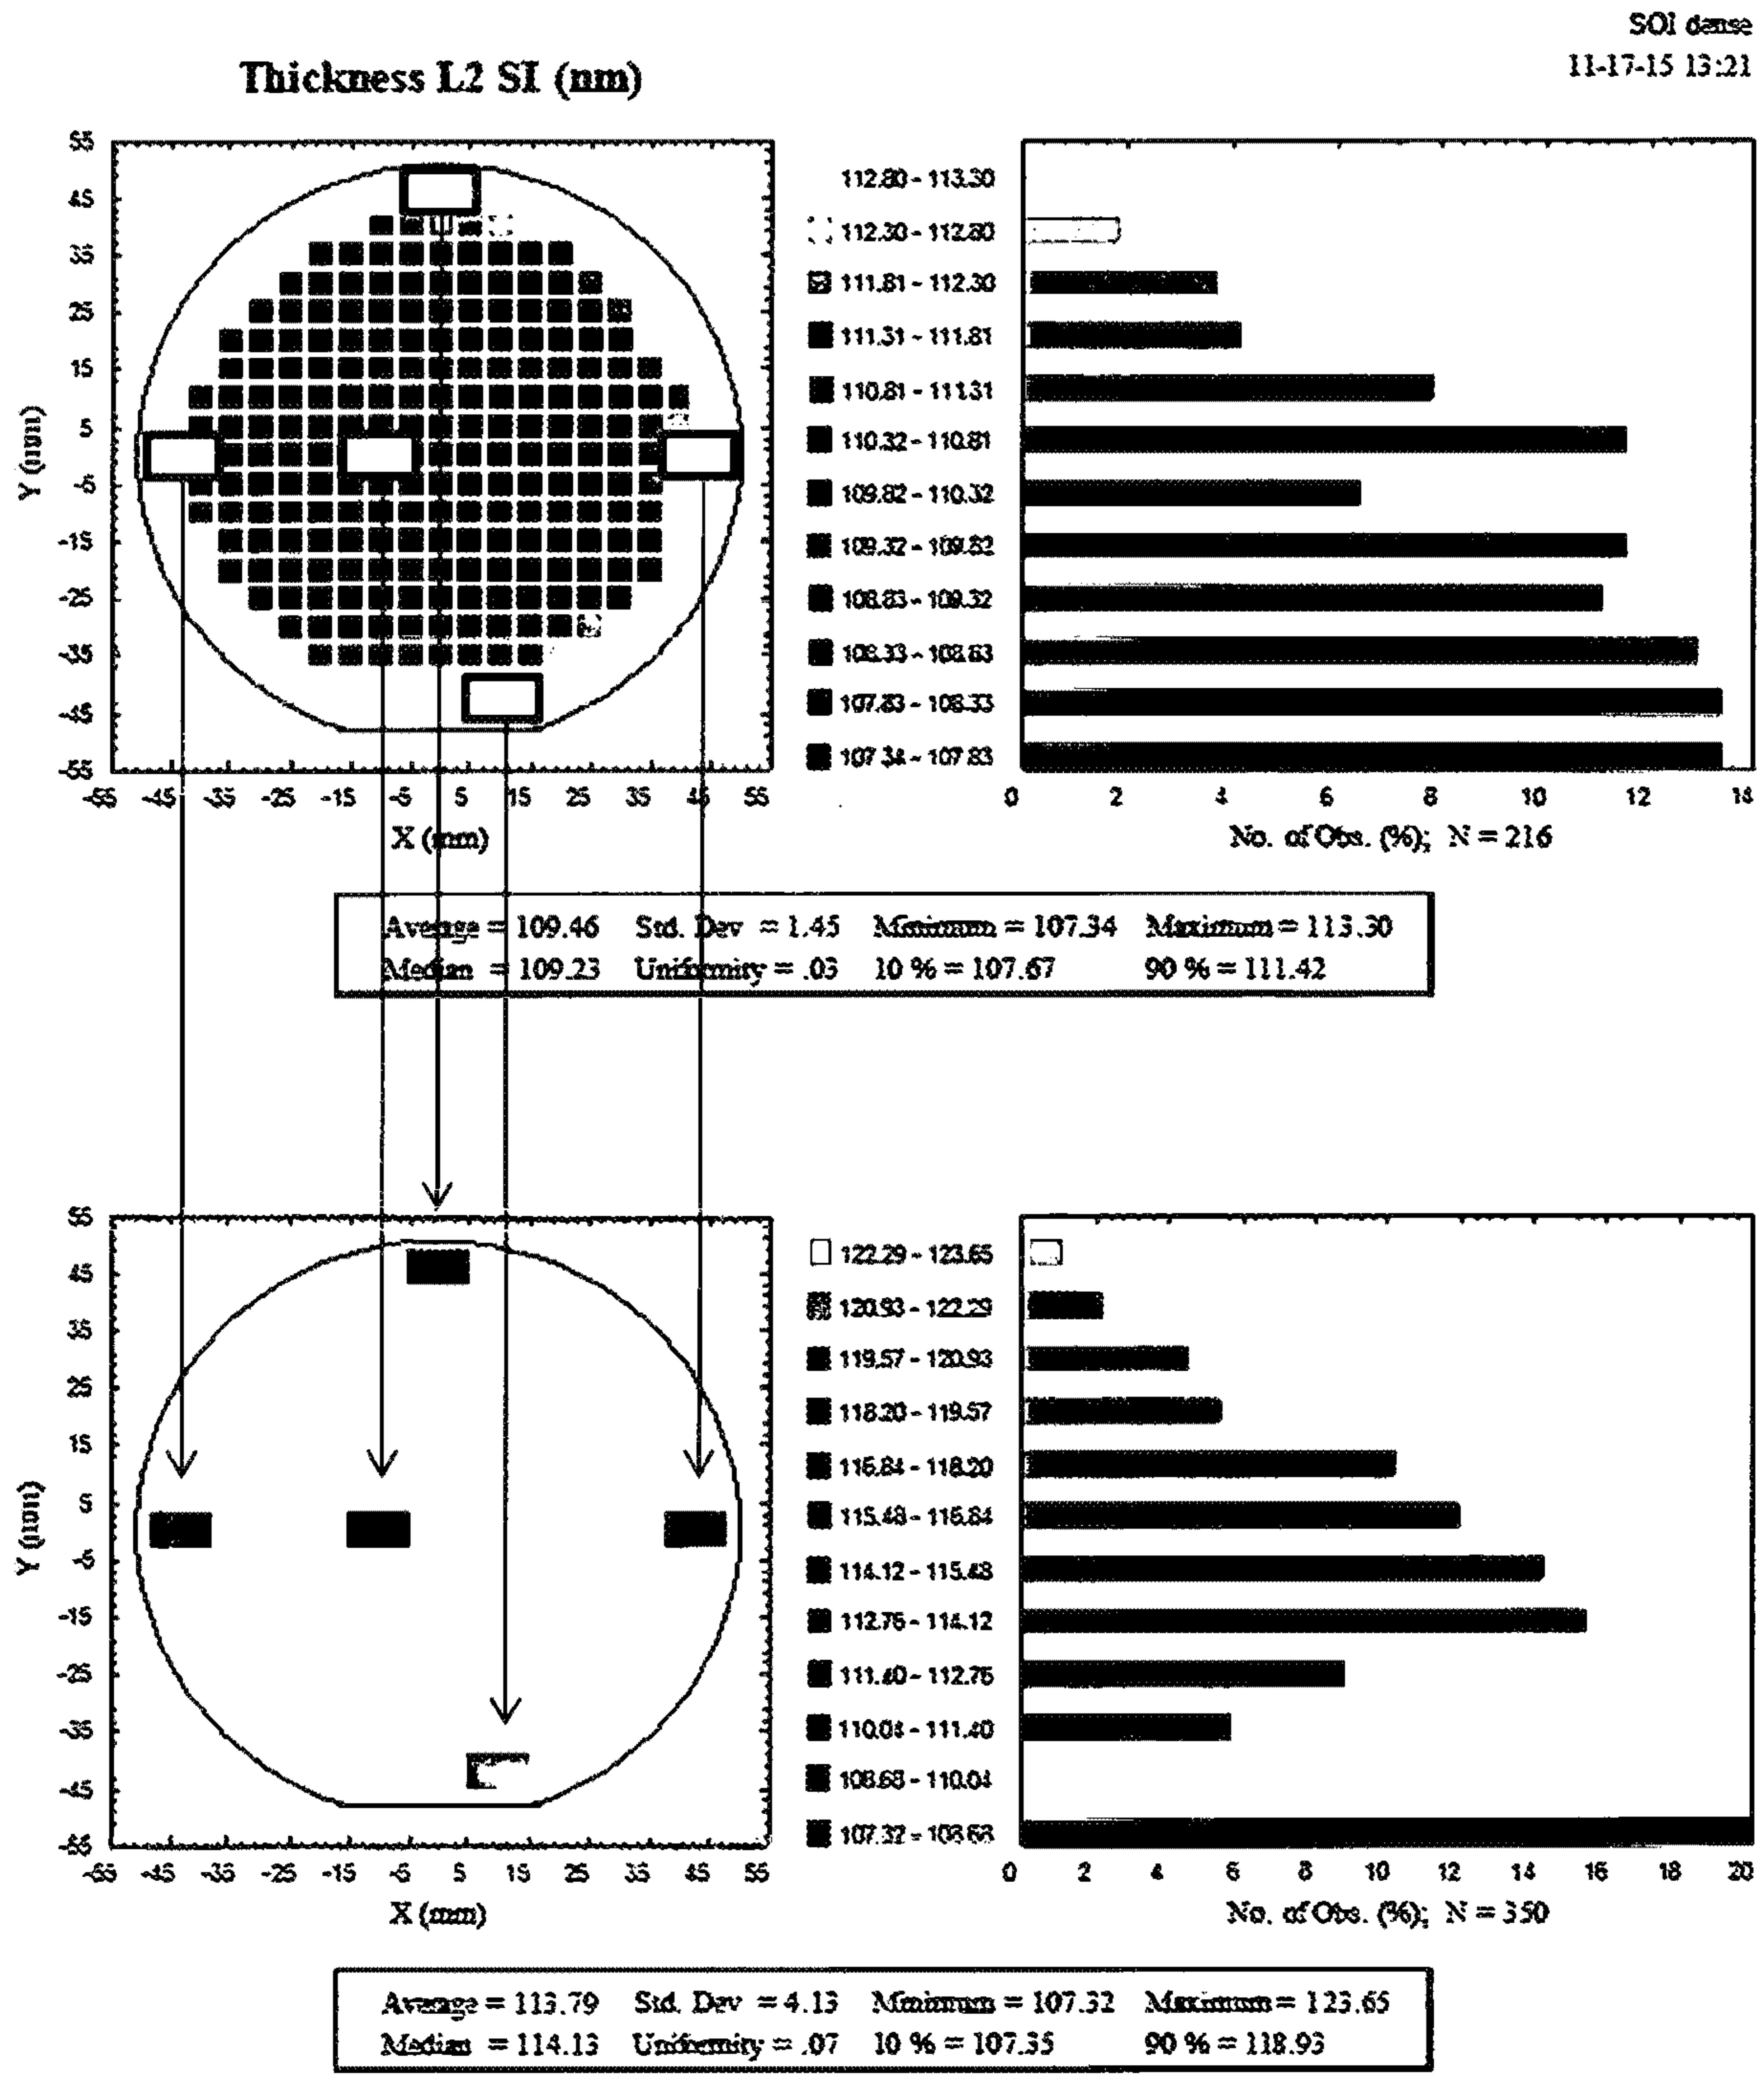 SOI dense
11-17-15 13:21
Thickness L2 SI (nm)
55
45
35
25
15
5
-5
-15
-25
-35
-45
-55
Y (mm)
-55 -45 -35 -25 -15 -5 5 15 25 35 45 55
X (mm)
112.80 - 113.30
112.30 - 112.80
111.81 - 112.30
111.31 - 111.81
110.81 - 111.31
110.32 - 110.81
109.82 - 110.32
109.32 - 109.82
108.83 - 109.32
108.33 - 108.83
107.83 - 108.33
107.34 - 107.83
0 2 4 6 8 10 12 14
No. of Obs. (%); N = 216
Average = 109.46 Std. Dev = 1.45 Minimum = 107.34 Maximum = 113.30
Median = 109.23 Uniformity = .03 10 % = 107.67 90 % = 111.42
55
45
35
25
15
5
-5
-15
-25
-35
-45
-55
Y (mm)
-55 -45 -35 -25 -15 -5 5 15 25 35 45 55
X (mm)
122.29 - 123.65
120.93 - 122.29
119.57 - 120.93
118.20 - 119.57
116.84 - 118.20
115.48 - 116.84
114.12 - 115.48
112.76 - 114.12
111.40 - 112.76
110.04 - 111.40
108.68 - 110.04
107.32 - 108.68
0 2 4 6 8 10 12 14 16 18 20
No. of Obs. (%); N = 350
Average = 113.79 Std. Dev = 4.13 Minimum = 107.32 Maximum = 123.65
Median = 114.13 Uniformity = .07 10 % = 107.35 90 % = 118.93